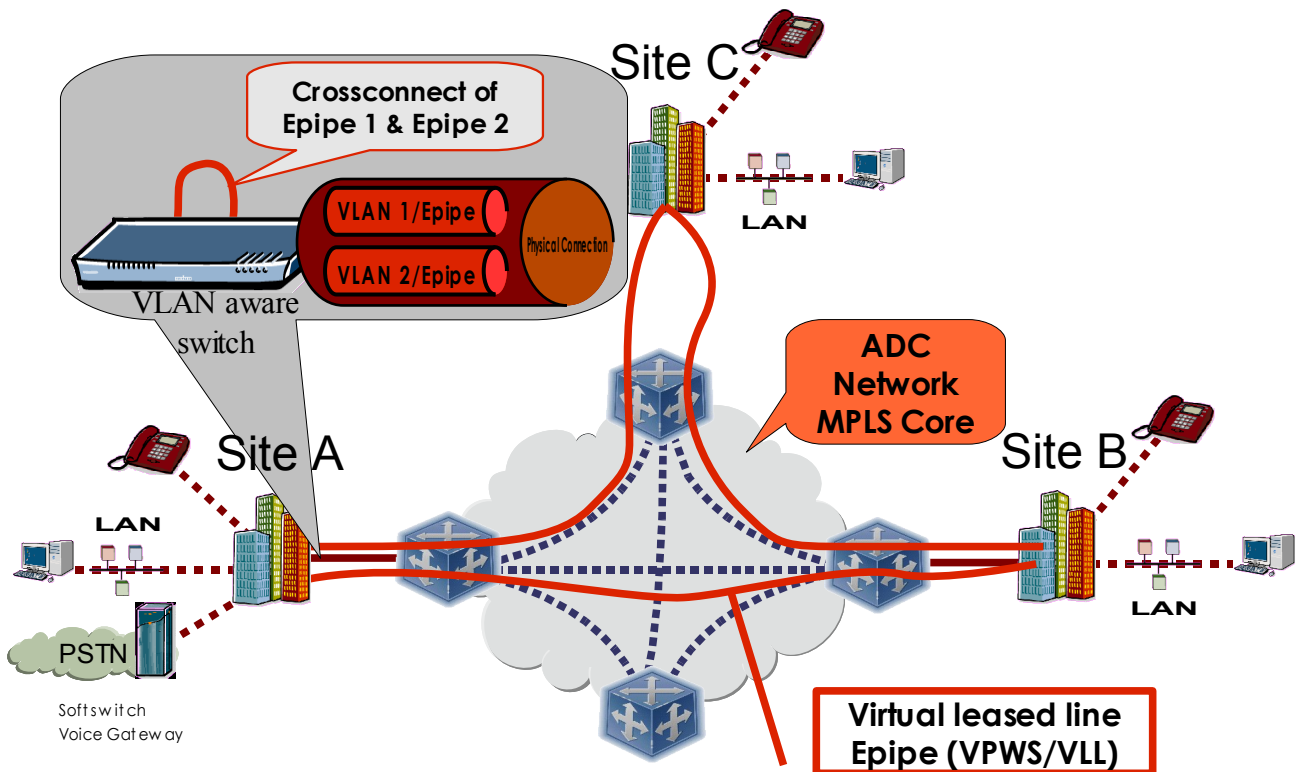 Site C
Crossconnect of
Epipe 1 & Epipe 2
VLAN 1/Epipe
VLAN 2/Epipe
Physical Connection
VLAN aware
switch
LAN
ADC
Network
MPLS Core
Site A
Site B
LAN
LAN
PSTN
Softswitch
Voice Gateway
Virtual leased line
Epipe (VPWS/VLL)